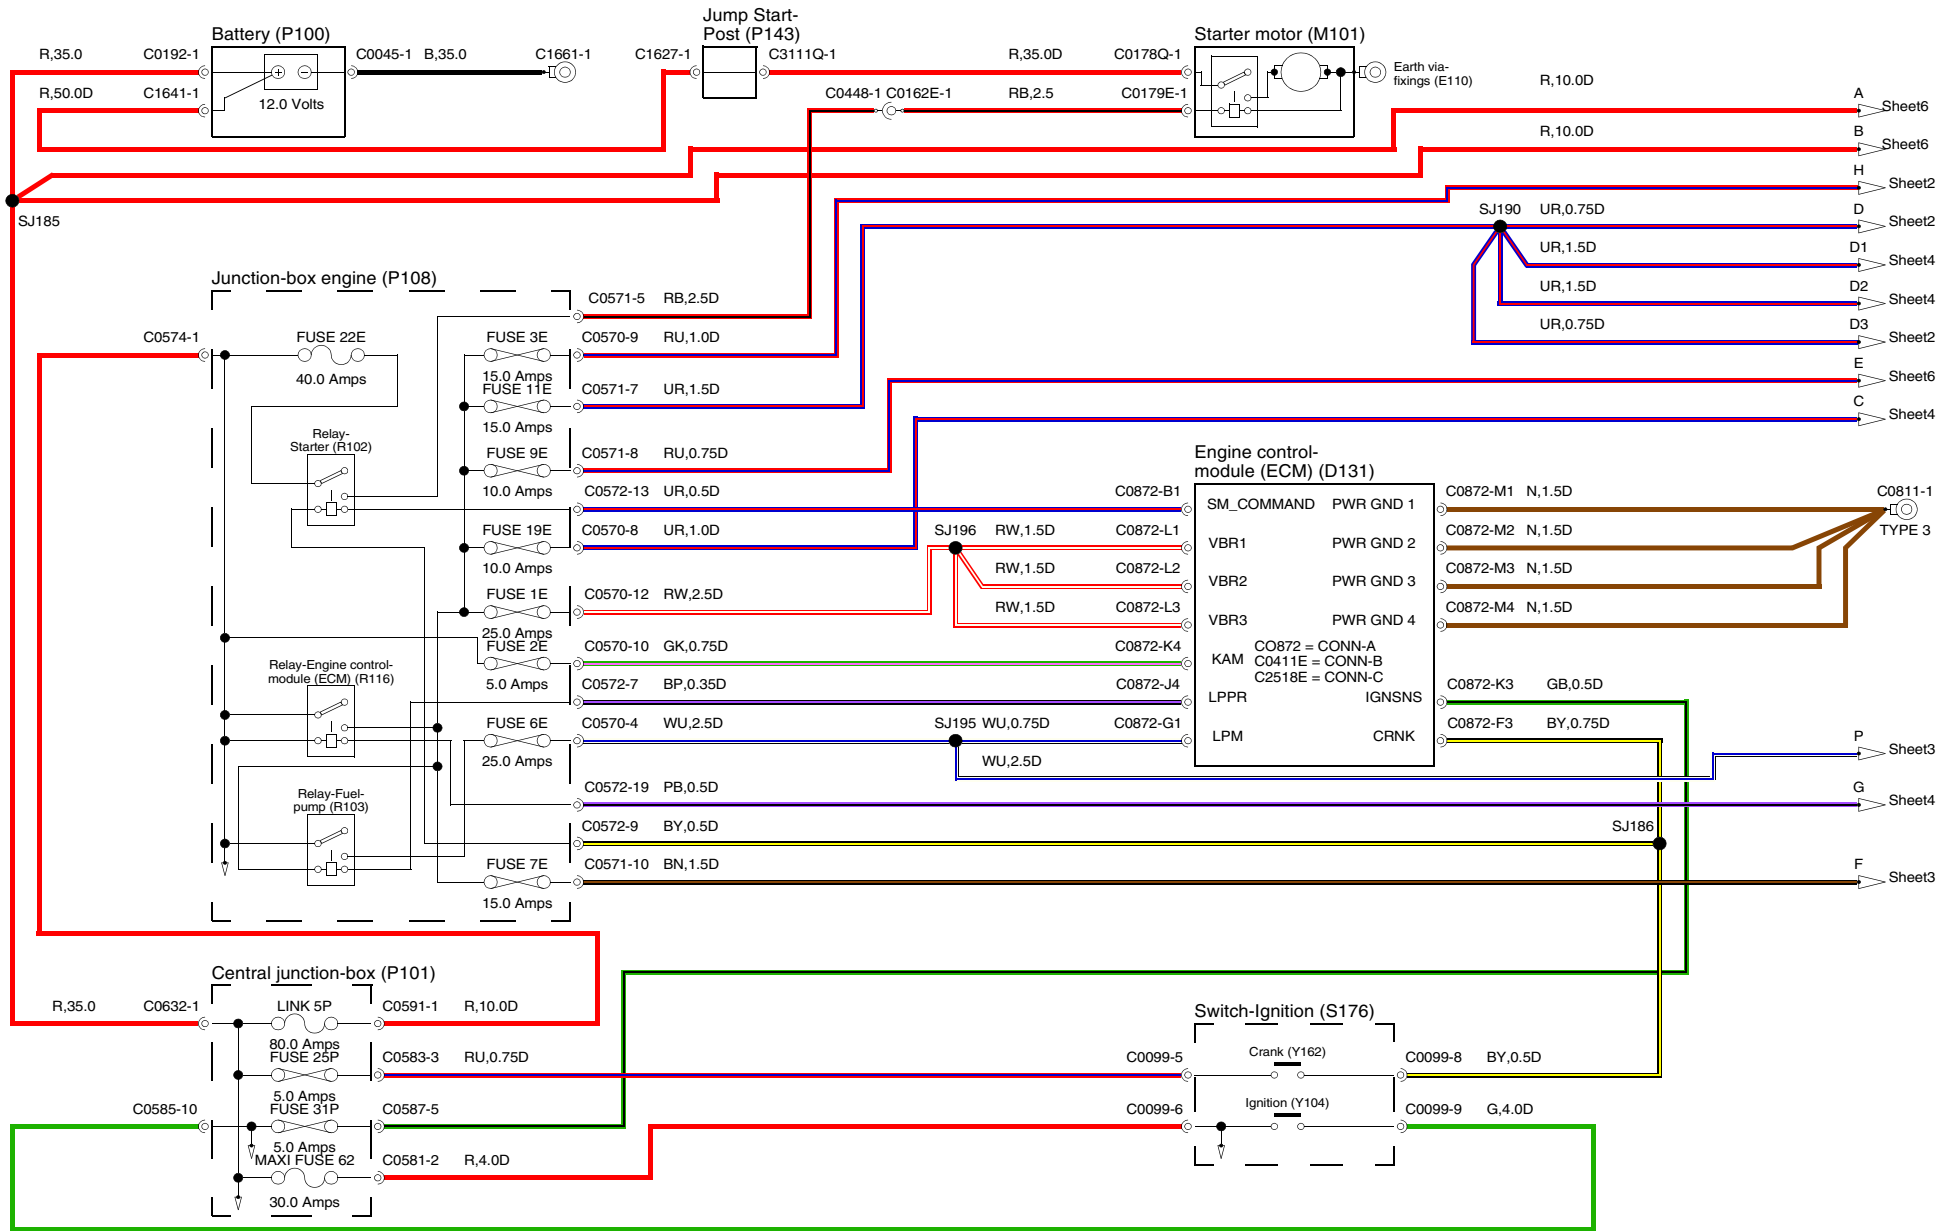 Battery (P100)
Jump Start-
Post (P143)
Starter motor (M101)
R,35.0
C0192-1
C0045-1
B,35.0
C1661-1
C1627-1
C3111Q-1
R,35.0D
C0178Q-1
Earth via-
fixings (E110)
R,50.0D
C1641-1
12.0 Volts
C0448-1
C0162E-1
RB,2.5
C0179E-1
R,10.0D
A
Sheet6
R,10.0D
B
Sheet6
H
Sheet2
SJ185
SJ190
UR,0.75D
D
Sheet2
UR,1.5D
D1
Sheet4
UR,1.5D
D2
Sheet4
UR,0.75D
D3
Sheet2
E
Sheet6
C
Sheet4
Junction-box engine (P108)
C0574-1
FUSE 22E
40.0 Amps
C0571-5
RB,2.5D
FUSE 3E
15.0 Amps
C0570-9
RU,1.0D
FUSE 11E
15.0 Amps
C0571-7
UR,1.5D
Relay-
Starter (R102)
FUSE 9E
10.0 Amps
C0571-8
RU,0.75D
C0572-13
UR,0.5D
FUSE 19E
10.0 Amps
C0570-8
UR,1.0D
FUSE 1E
25.0 Amps
C0570-12
RW,2.5D
FUSE 2E
5.0 Amps
C0570-10
GK,0.75D
Relay-Engine control-
module (ECM) (R116)
C0572-7
BP,0.35D
FUSE 6E
25.0 Amps
C0570-4
WU,2.5D
Relay-Fuel-
pump (R103)
C0572-19
PB,0.5D
C0572-9
BY,0.5D
FUSE 7E
15.0 Amps
C0571-10
BN,1.5D
SJ196
RW,1.5D
RW,1.5D
RW,1.5D
SJ195
WU,0.75D
WU,2.5D
Engine control-
module (ECM) (D131)
C0872-B1
SM_COMMAND
PWR GND 1
C0872-M1
N,1.5D
C0811-1
TYPE 3
C0872-L1
VBR1
PWR GND 2
C0872-M2
N,1.5D
C0872-L2
VBR2
PWR GND 3
C0872-M3
N,1.5D
C0872-L3
VBR3
PWR GND 4
C0872-M4
N,1.5D
C0872-K4
KAM
CO872 = CONN-A
C0411E = CONN-B
C2518E = CONN-C
C0872-J4
LPPR
IGNSNS
C0872-K3
GB,0.5D
C0872-G1
LPM
CRNK
C0872-F3
BY,0.75D
P
Sheet3
G
Sheet4
SJ186
F
Sheet3
Central junction-box (P101)
R,35.0
C0632-1
LINK 5P
80.0 Amps
C0591-1
R,10.0D
FUSE 25P
5.0 Amps
C0583-3
RU,0.75D
C0585-10
FUSE 31P
5.0 Amps
C0587-5
MAXI FUSE 62
30.0 Amps
C0581-2
R,4.0D
Switch-Ignition (S176)
C0099-5
Crank (Y162)
C0099-8
BY,0.5D
C0099-6
Ignition (Y104)
C0099-9
G,4.0D